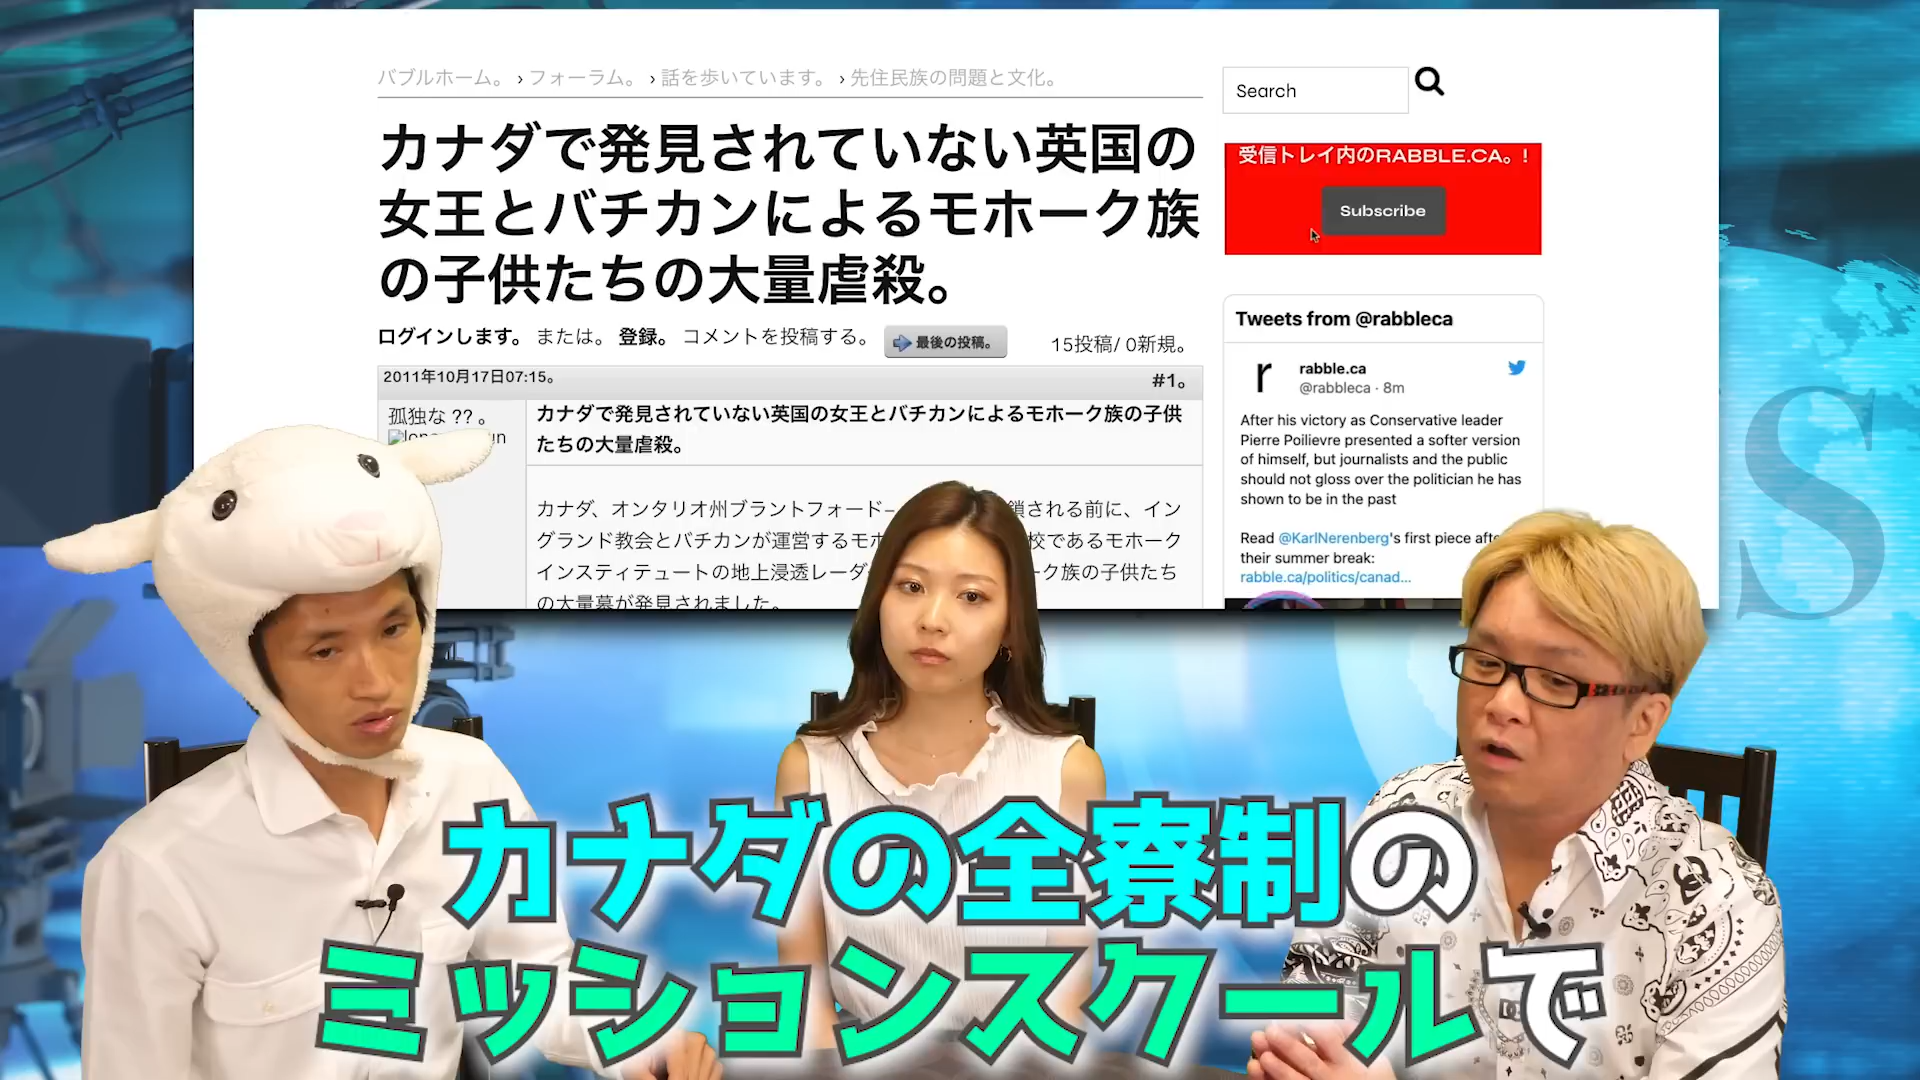 バブルホーム。 › フォーラム。 › 話を歩いています。 › 先住民族の問題と文化。
カナダで発見されていない英国の
女王とバチカンによるモホーク族
の子供たちの大量虐殺。
ログインします。 または。 登録。 コメントを投稿する。 最後の投稿。 15投稿/ 0新規。
2011年10月17日07:15。 #1。
孤独な ?? 。
カナダで発見されていない英国の女王とバチカンによるモホーク族の子供
たちの大量虐殺。
カナダ、オンタリオ州ブラントフォード– 鎖される前に、イン
グランド教会とバチカンが運営するモホ 校であるモホーク
インスティテュートの地上浸透レーダ ーク族の子供たち
の大量墓が発見されました。
Search
受信トレイ内のRABBLE.CA。!
Subscribe
Tweets from @rabbleca
r rabble.ca
@rabbleca · 8m
After his victory as Conservative leader
Pierre Poilievre presented a softer version
of himself, but journalists and the public
should not gloss over the politician he has
shown to be in the past
Read @KarlNerenberg's first piece afte
their summer break:
rabble.ca/politics/canad...
S
カナダの全寮制の
ミッションスクールで